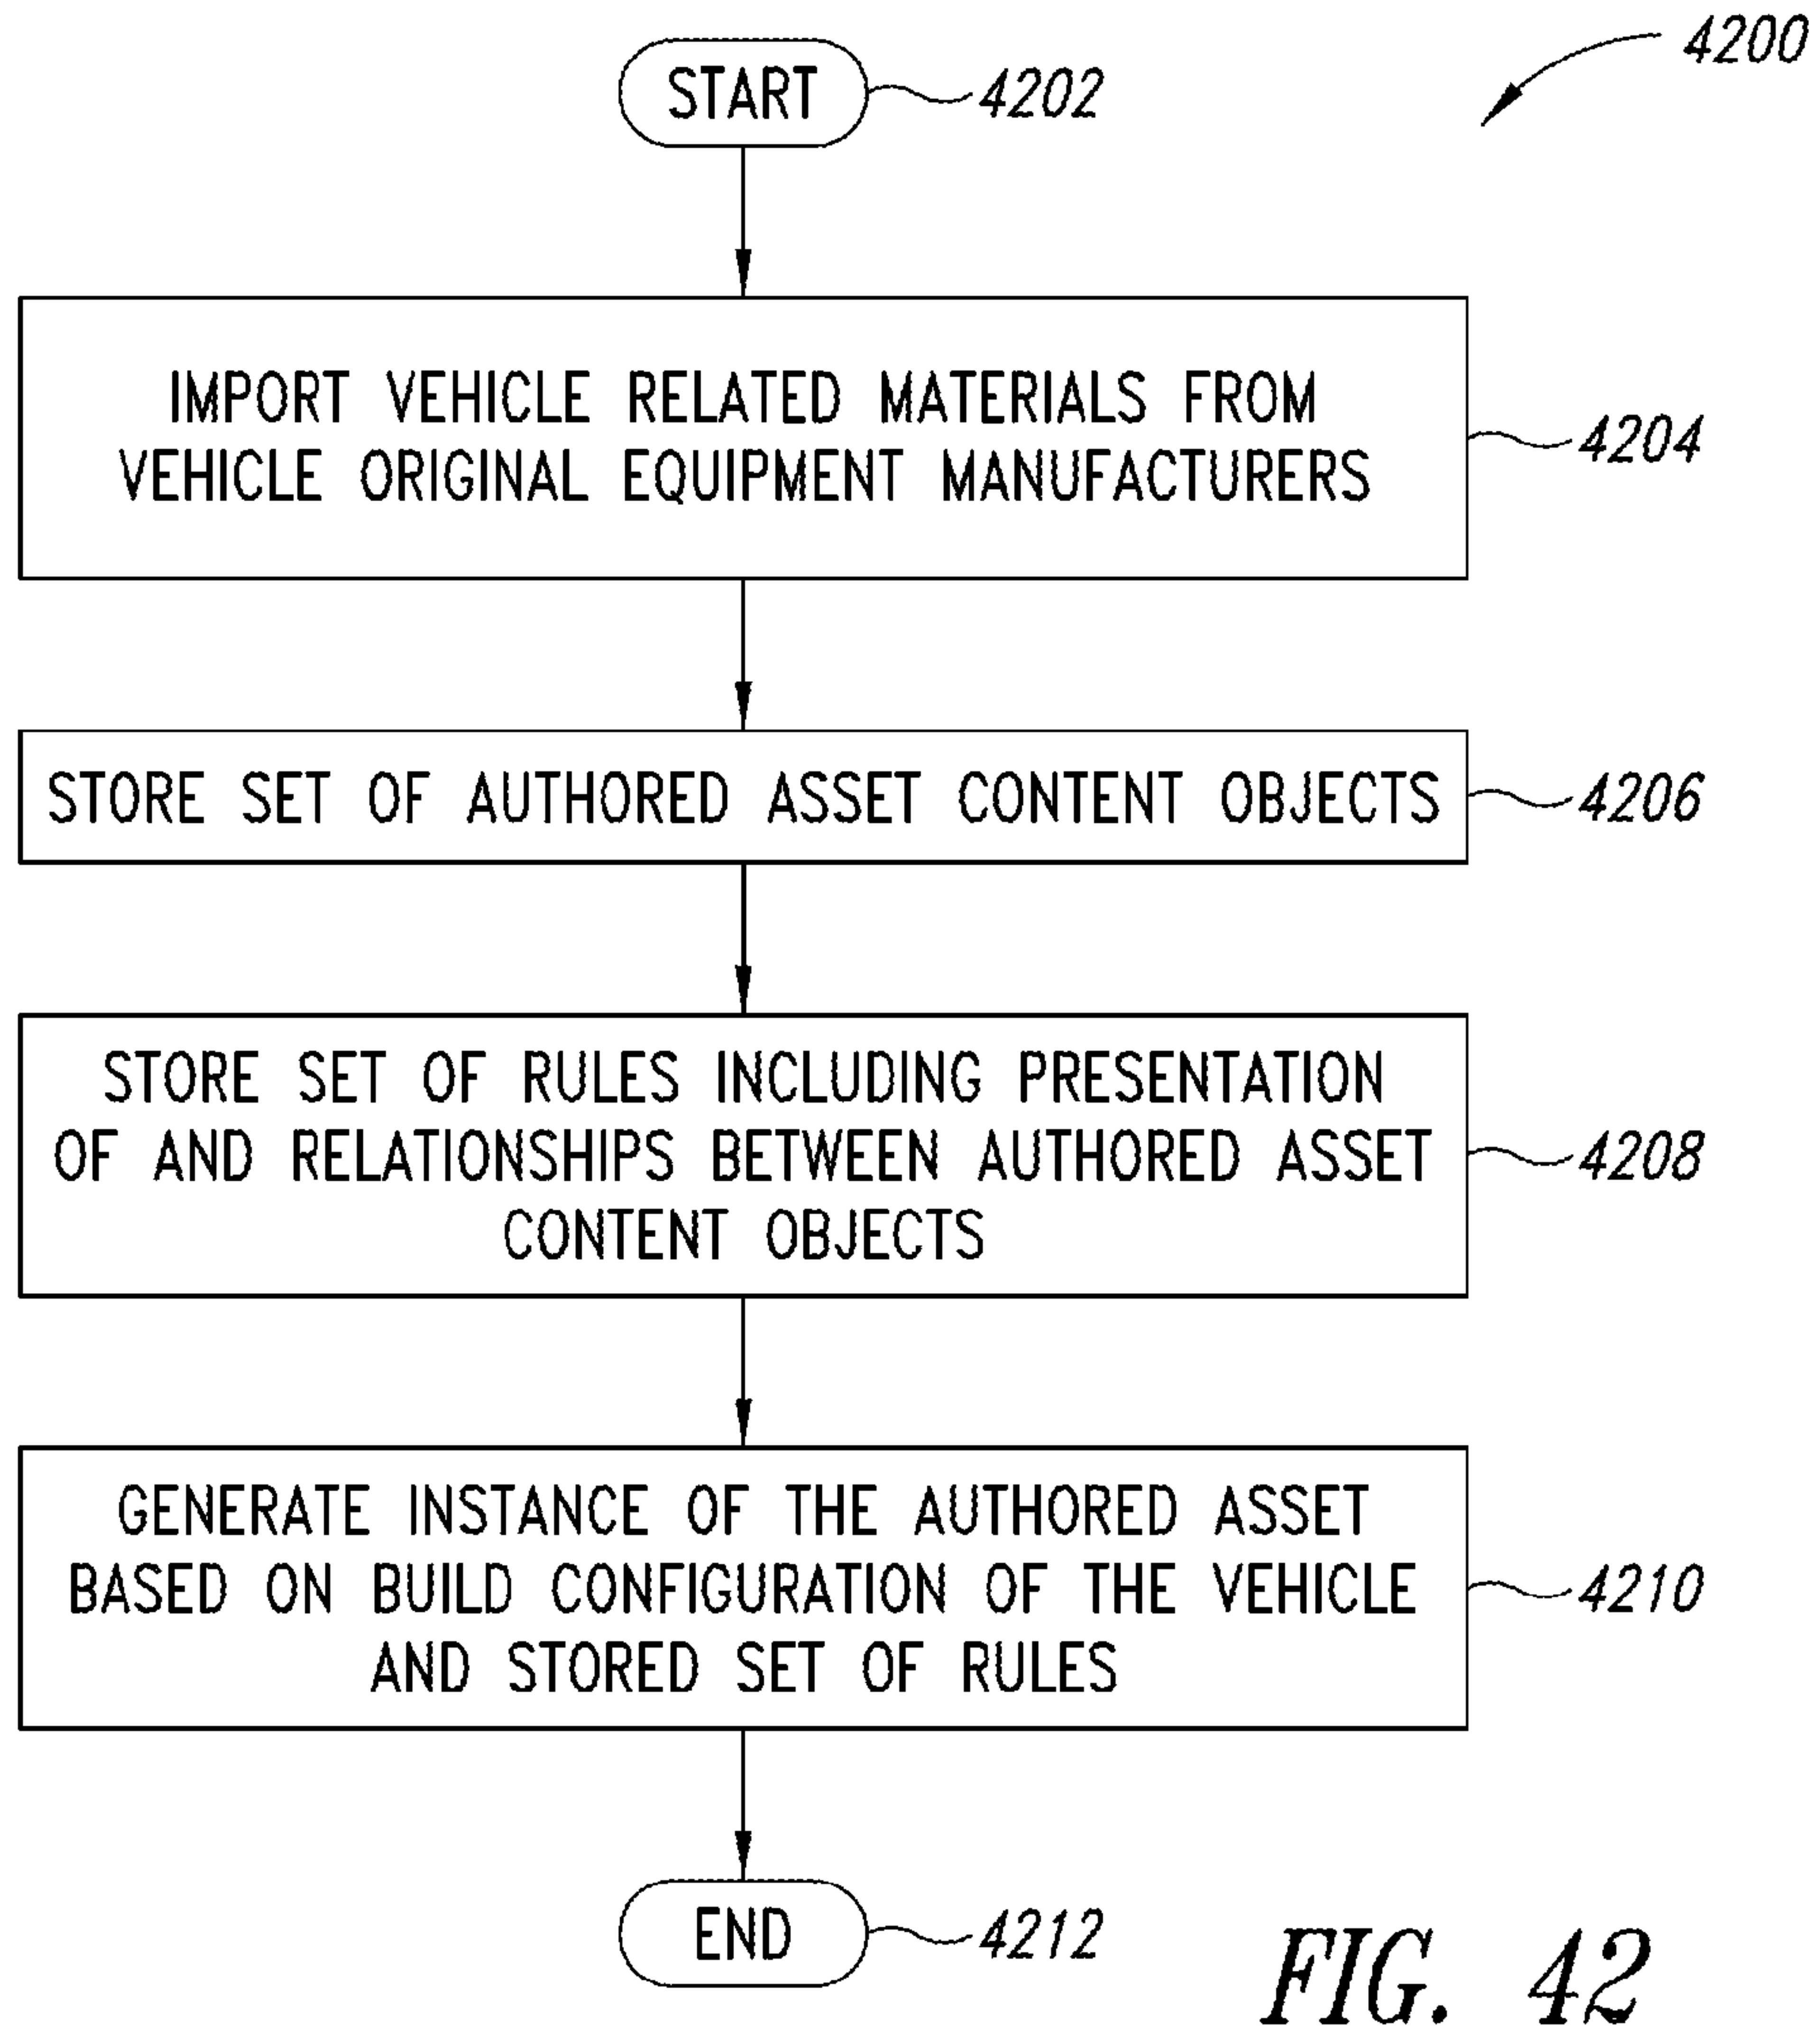 4200
START
4202
IMPORT VEHICLE RELATED MATERIALS FROM
VEHICLE ORIGINAL EQUIPMENT MANUFACTURERS
4204
STORE SET OF AUTHORED ASSET CONTENT OBJECTS
4206
STORE SET OF RULES INCLUDING PRESENTATION
OF AND RELATIONSHIPS BETWEEN AUTHORED ASSET
CONTENT OBJECTS
4208
GENERATE INSTANCE OF THE AUTHORED ASSET
BASED ON BUILD CONFIGURATION OF THE VEHICLE
AND STORED SET OF RULES
4210
END
4212
FIG. 42